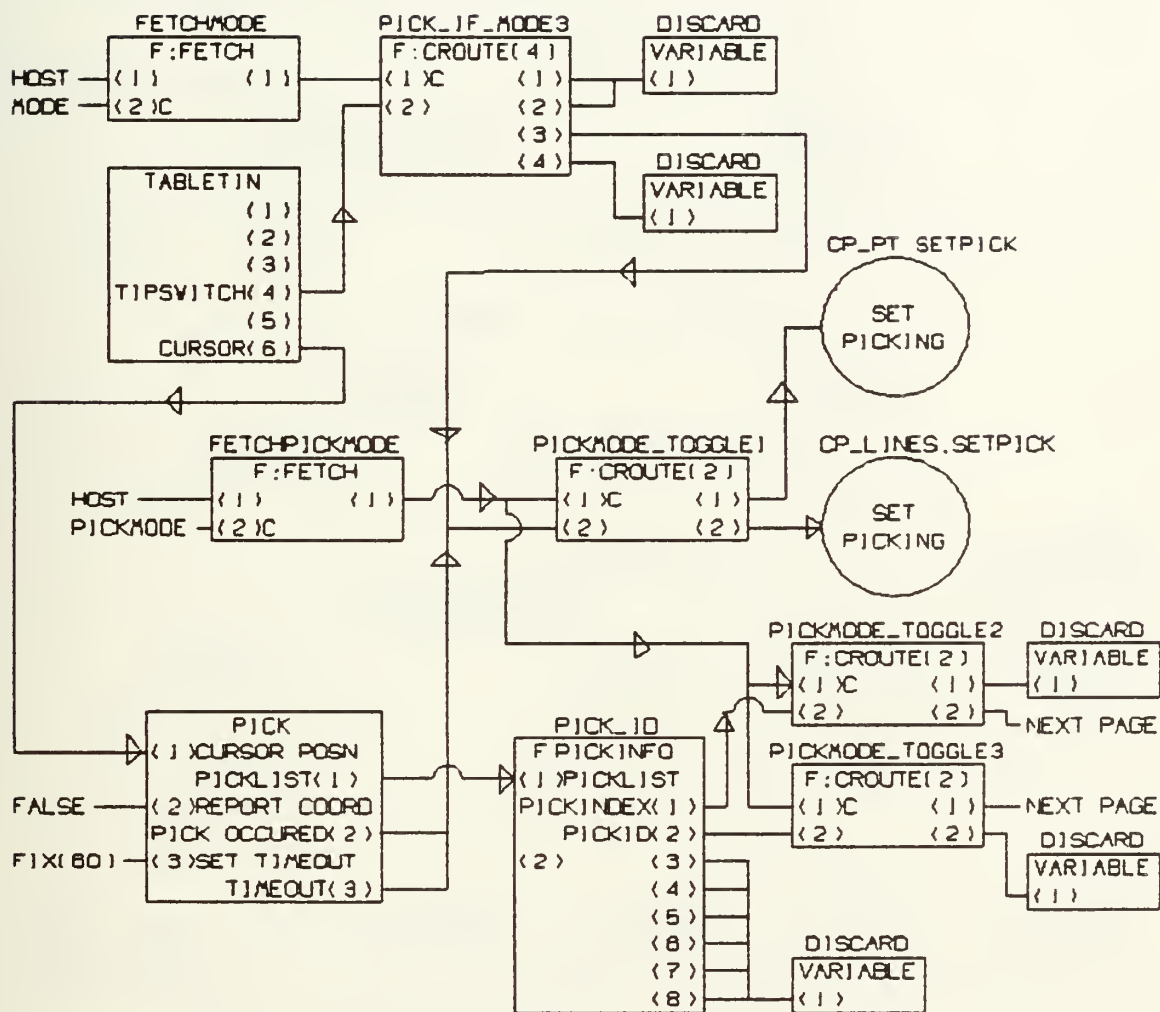 FETCHMODE
F:FETCH
HOST
<1>
<1>
MODE
<2>C
PICK_IF_MODE3
F:CROUTE(4)
<1>C
<1>
<2>
<2>
<3>
<4>
DISCARD
VARIABLE
<1>
DISCARD
VARIABLE
<1>
TABLETIN
<1>
<2>
<3>
TIPSWITCH<4>
<5>
CURSOR<6>
CP_PT SETPICK
SET
PICKING
FETCHPICKMODE
F:FETCH
HOST
<1>
<1>
PICKMODE
<2>C
PICKMODE_TOGGLE1
F:CROUTE(2)
<1>C
<1>
<2>
<2>
CP_LINES.SETPICK
SET
PICKING
PICKMODE_TOGGLE2
F:CROUTE(2)
<1>C
<1>
<2>
<2>
DISCARD
VARIABLE
<1>
NEXT PAGE
PICK
<1>CURSOR POSN
PICKLIST<1>
FALSE
<2>REPORT COORD
PICK OCCURED<2>
FIX(60)
<3>SET TIMEOUT
TIMEOUT<3>
PICK_ID
F PICKINFO
<1>PICKLIST
PICKINDEX<1>
PICKID<2>
<2>
<3>
<4>
<5>
<6>
<7>
<8>
PICKMODE_TOGGLE3
F:CROUTE(2)
<1>C
<1>
NEXT PAGE
<2>
<2>
DISCARD
VARIABLE
<1>
DISCARD
VARIABLE
<1>